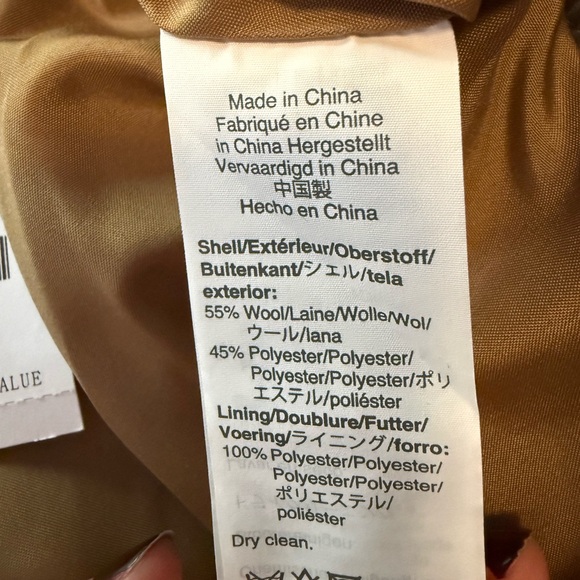 Made in China
Fabriqué en Chine
in China Hergestellt
Vervaardigd in China
中国製
Hecho en China
Shell/Extérieur/Oberstoff/
Buitenkant/シェル/tela
exterior:
55% Wool/Laine/Wolle/Wol/
ウール/lana
45% Polyester/Polyester/
Polyester/Polyester/ポリ
エステル/poliéster
Lining/Doublure/Futter/
Voering/ライニング/forro:
100% Polyester/Polyester/
Polyester/Polyester/
ポリエステル/
poliéster
Dry clean.
ALUE